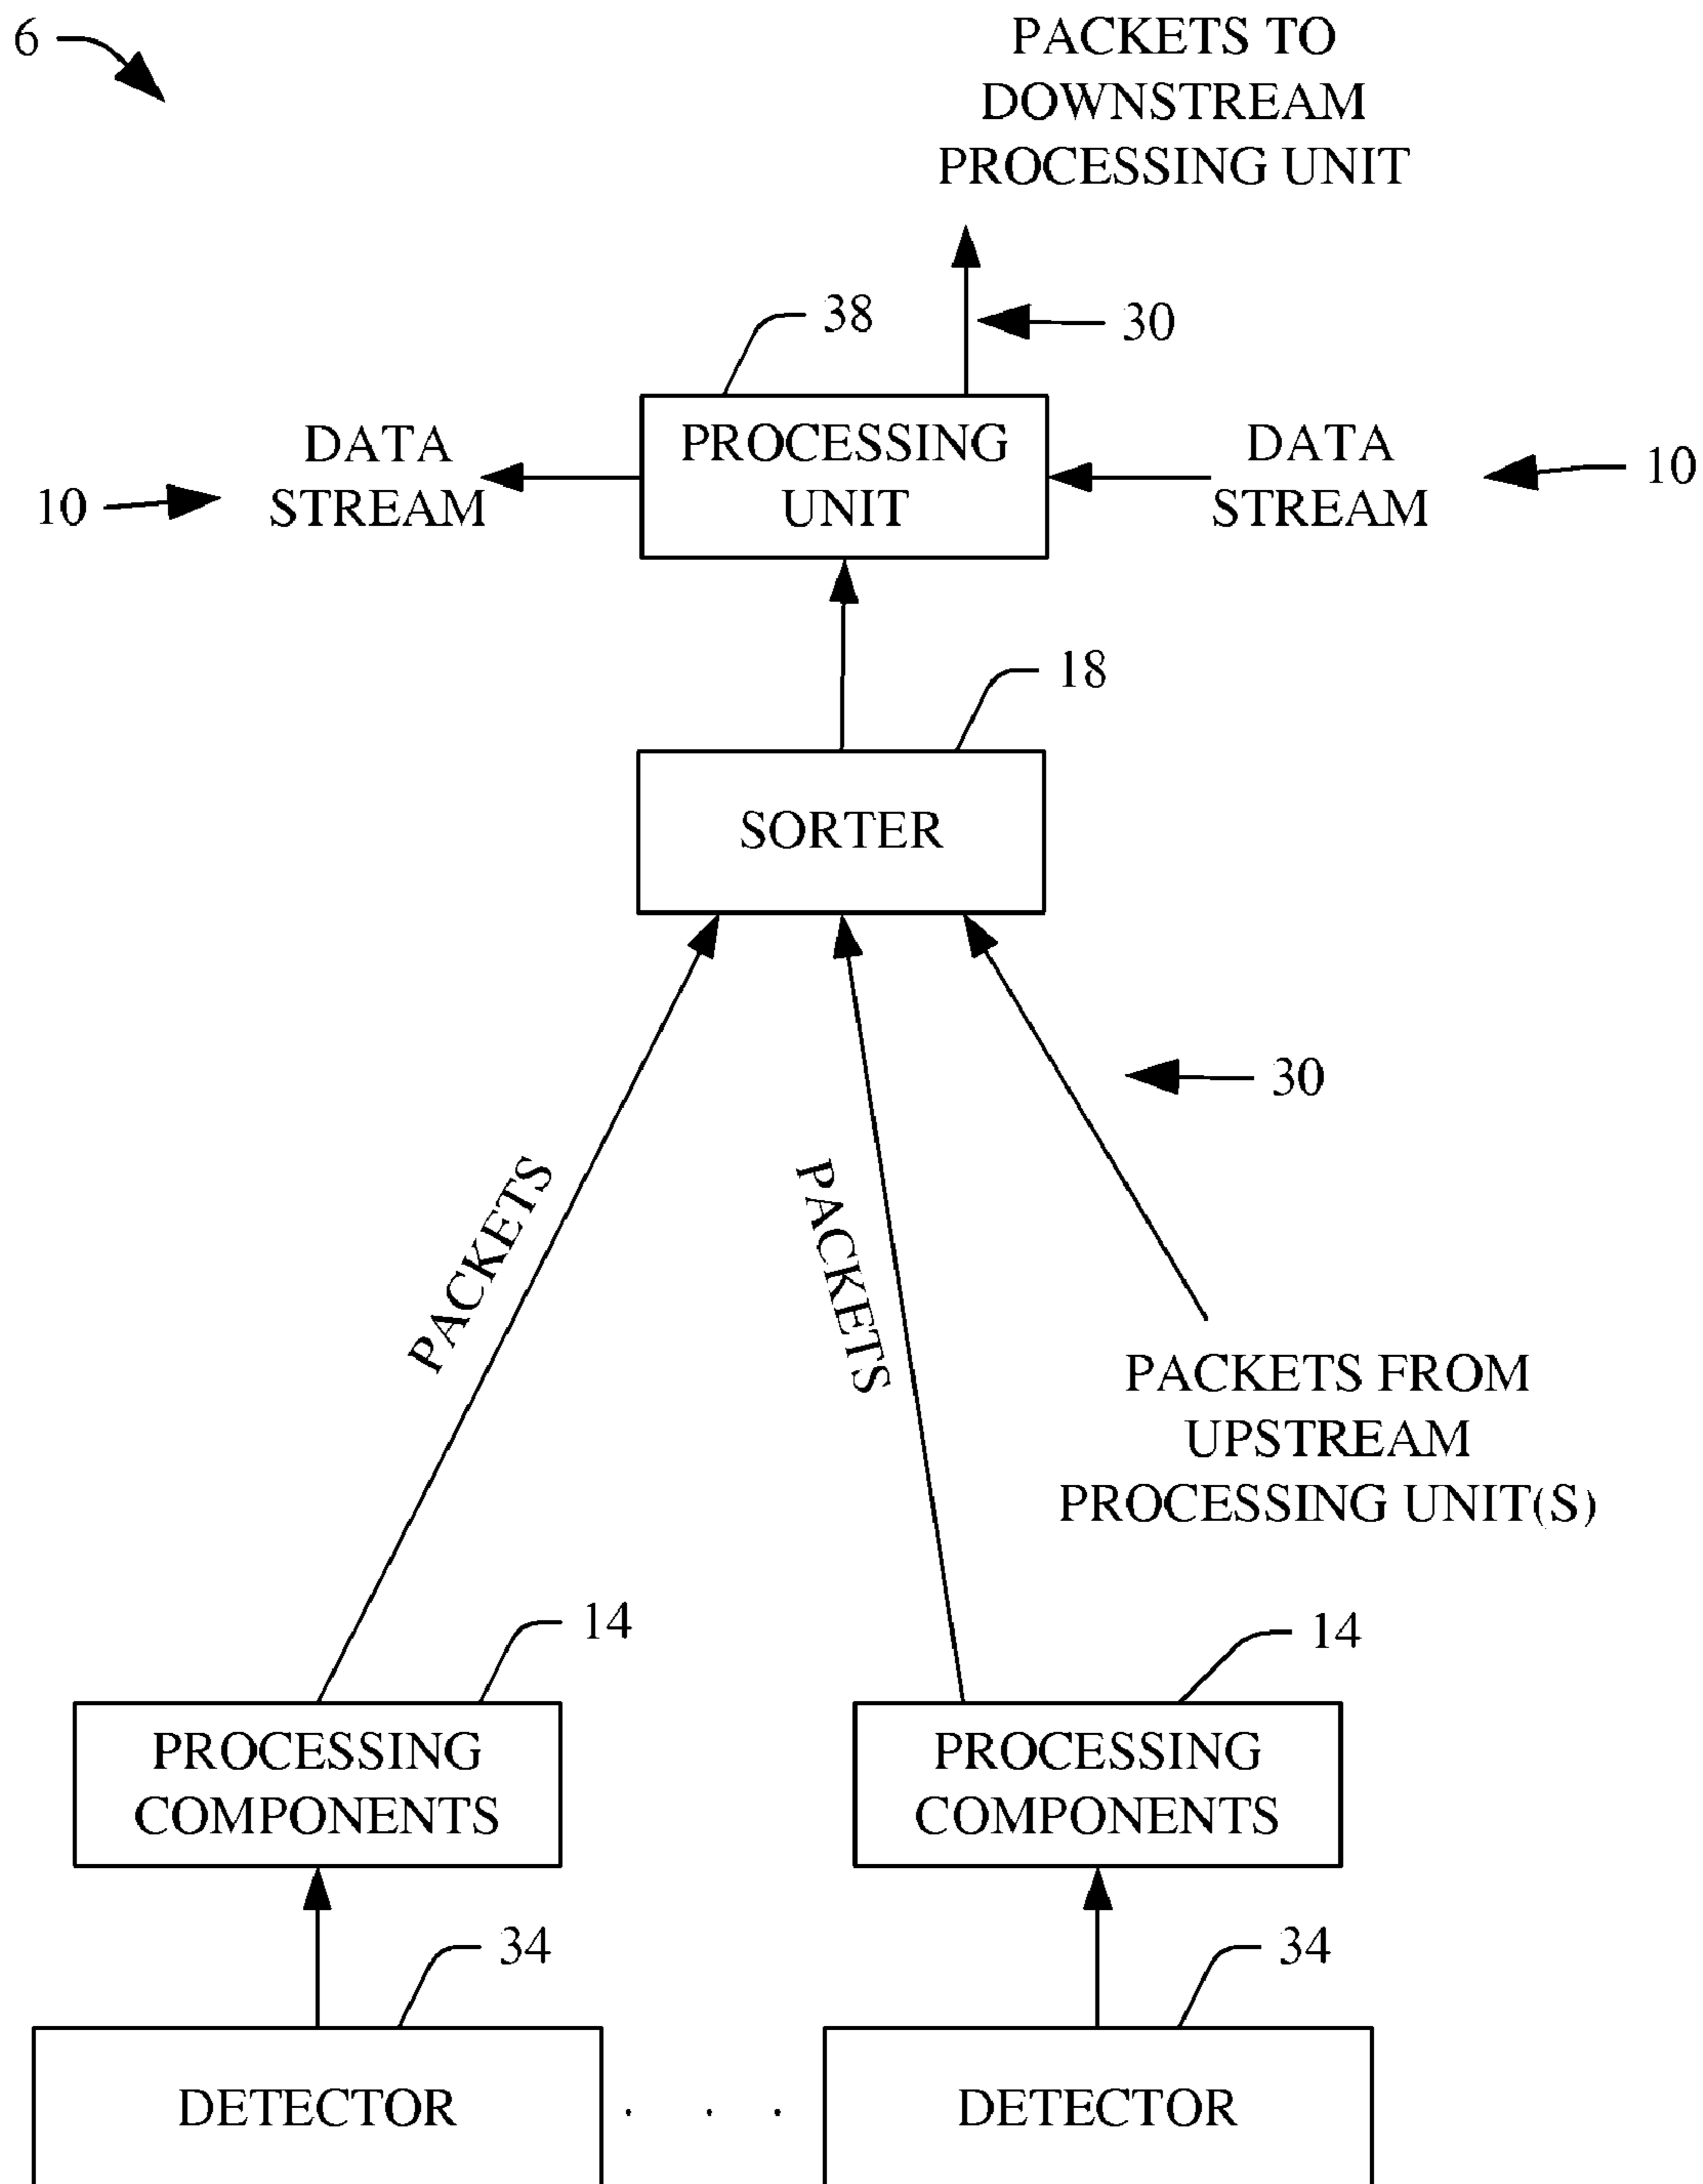 6
PACKETS TO
DOWNSTREAM
PROCESSING UNIT
38
30
DATA
STREAM
10
PROCESSING
UNIT
DATA
STREAM
10
18
SORTER
30
PACKETS
PACKETS
PACKETS FROM
UPSTREAM
PROCESSING UNIT(S)
14
14
PROCESSING
COMPONENTS
PROCESSING
COMPONENTS
34
34
DETECTOR
. . .
DETECTOR